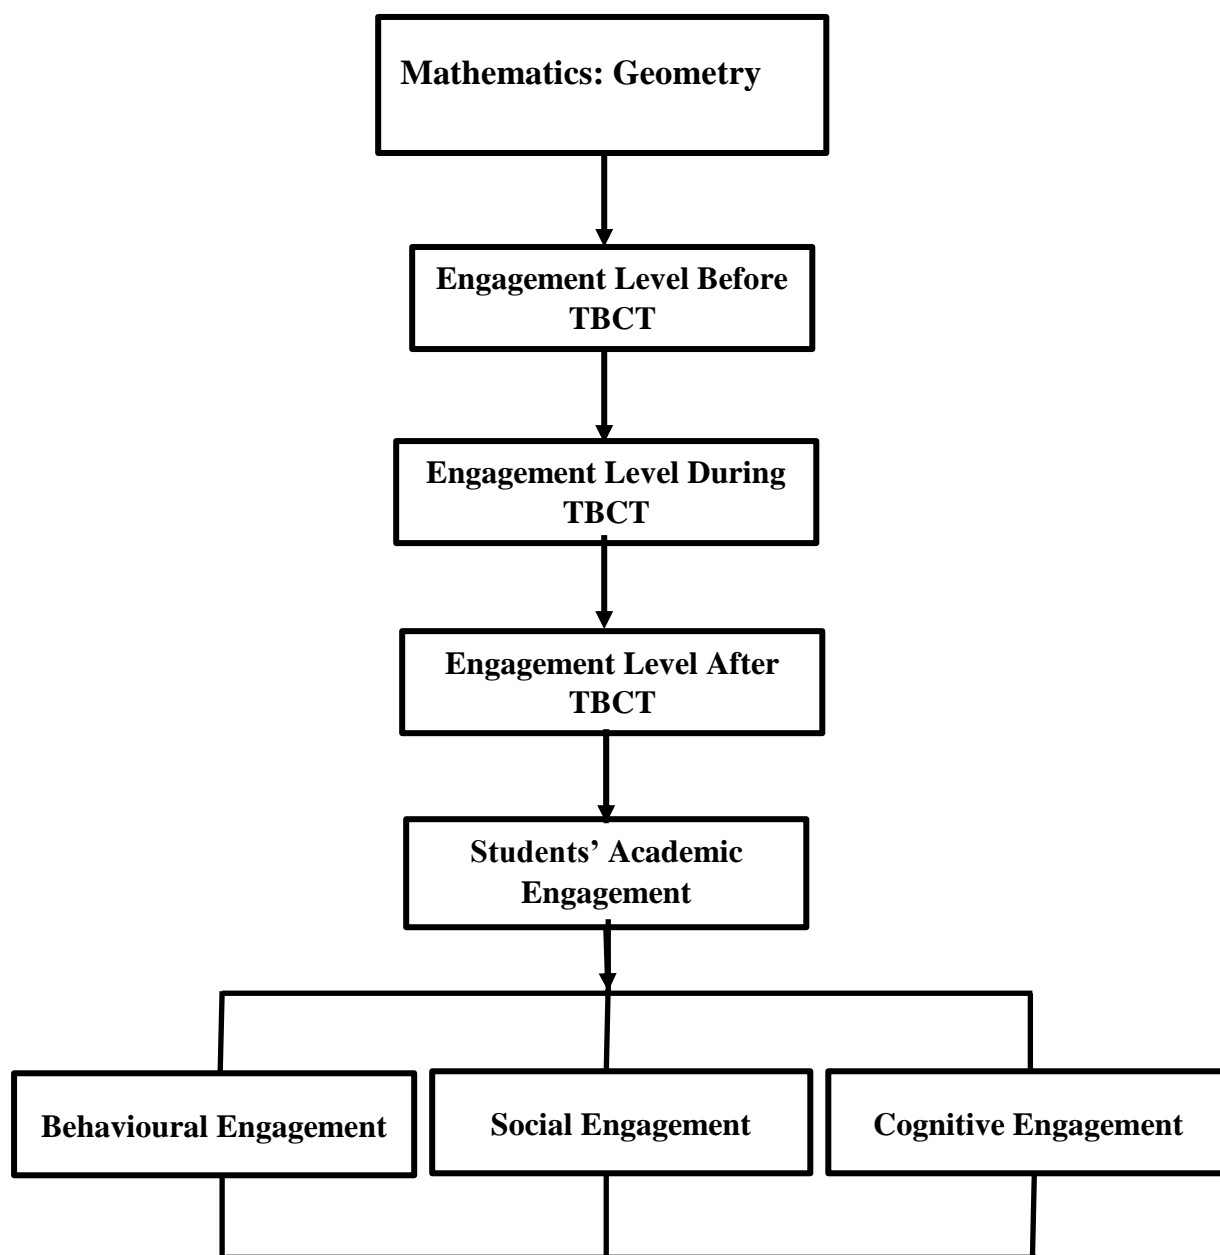 Mathematics: Geometry
Engagement Level Before
TBCT
Engagement Level During
TBCT
Engagement Level After
TBCT
Students’ Academic
Engagement
Behavioural Engagement
Social Engagement
Cognitive Engagement